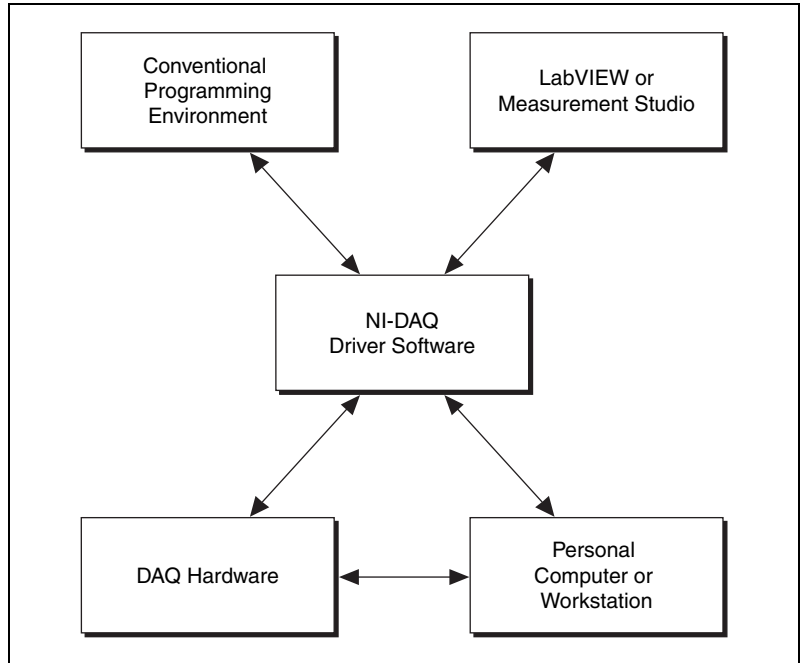 Conventional
Programming
Environment
LabVIEW or
Measurement Studio
NI-DAQ
Driver Software
DAQ Hardware
Personal
Computer or
Workstation